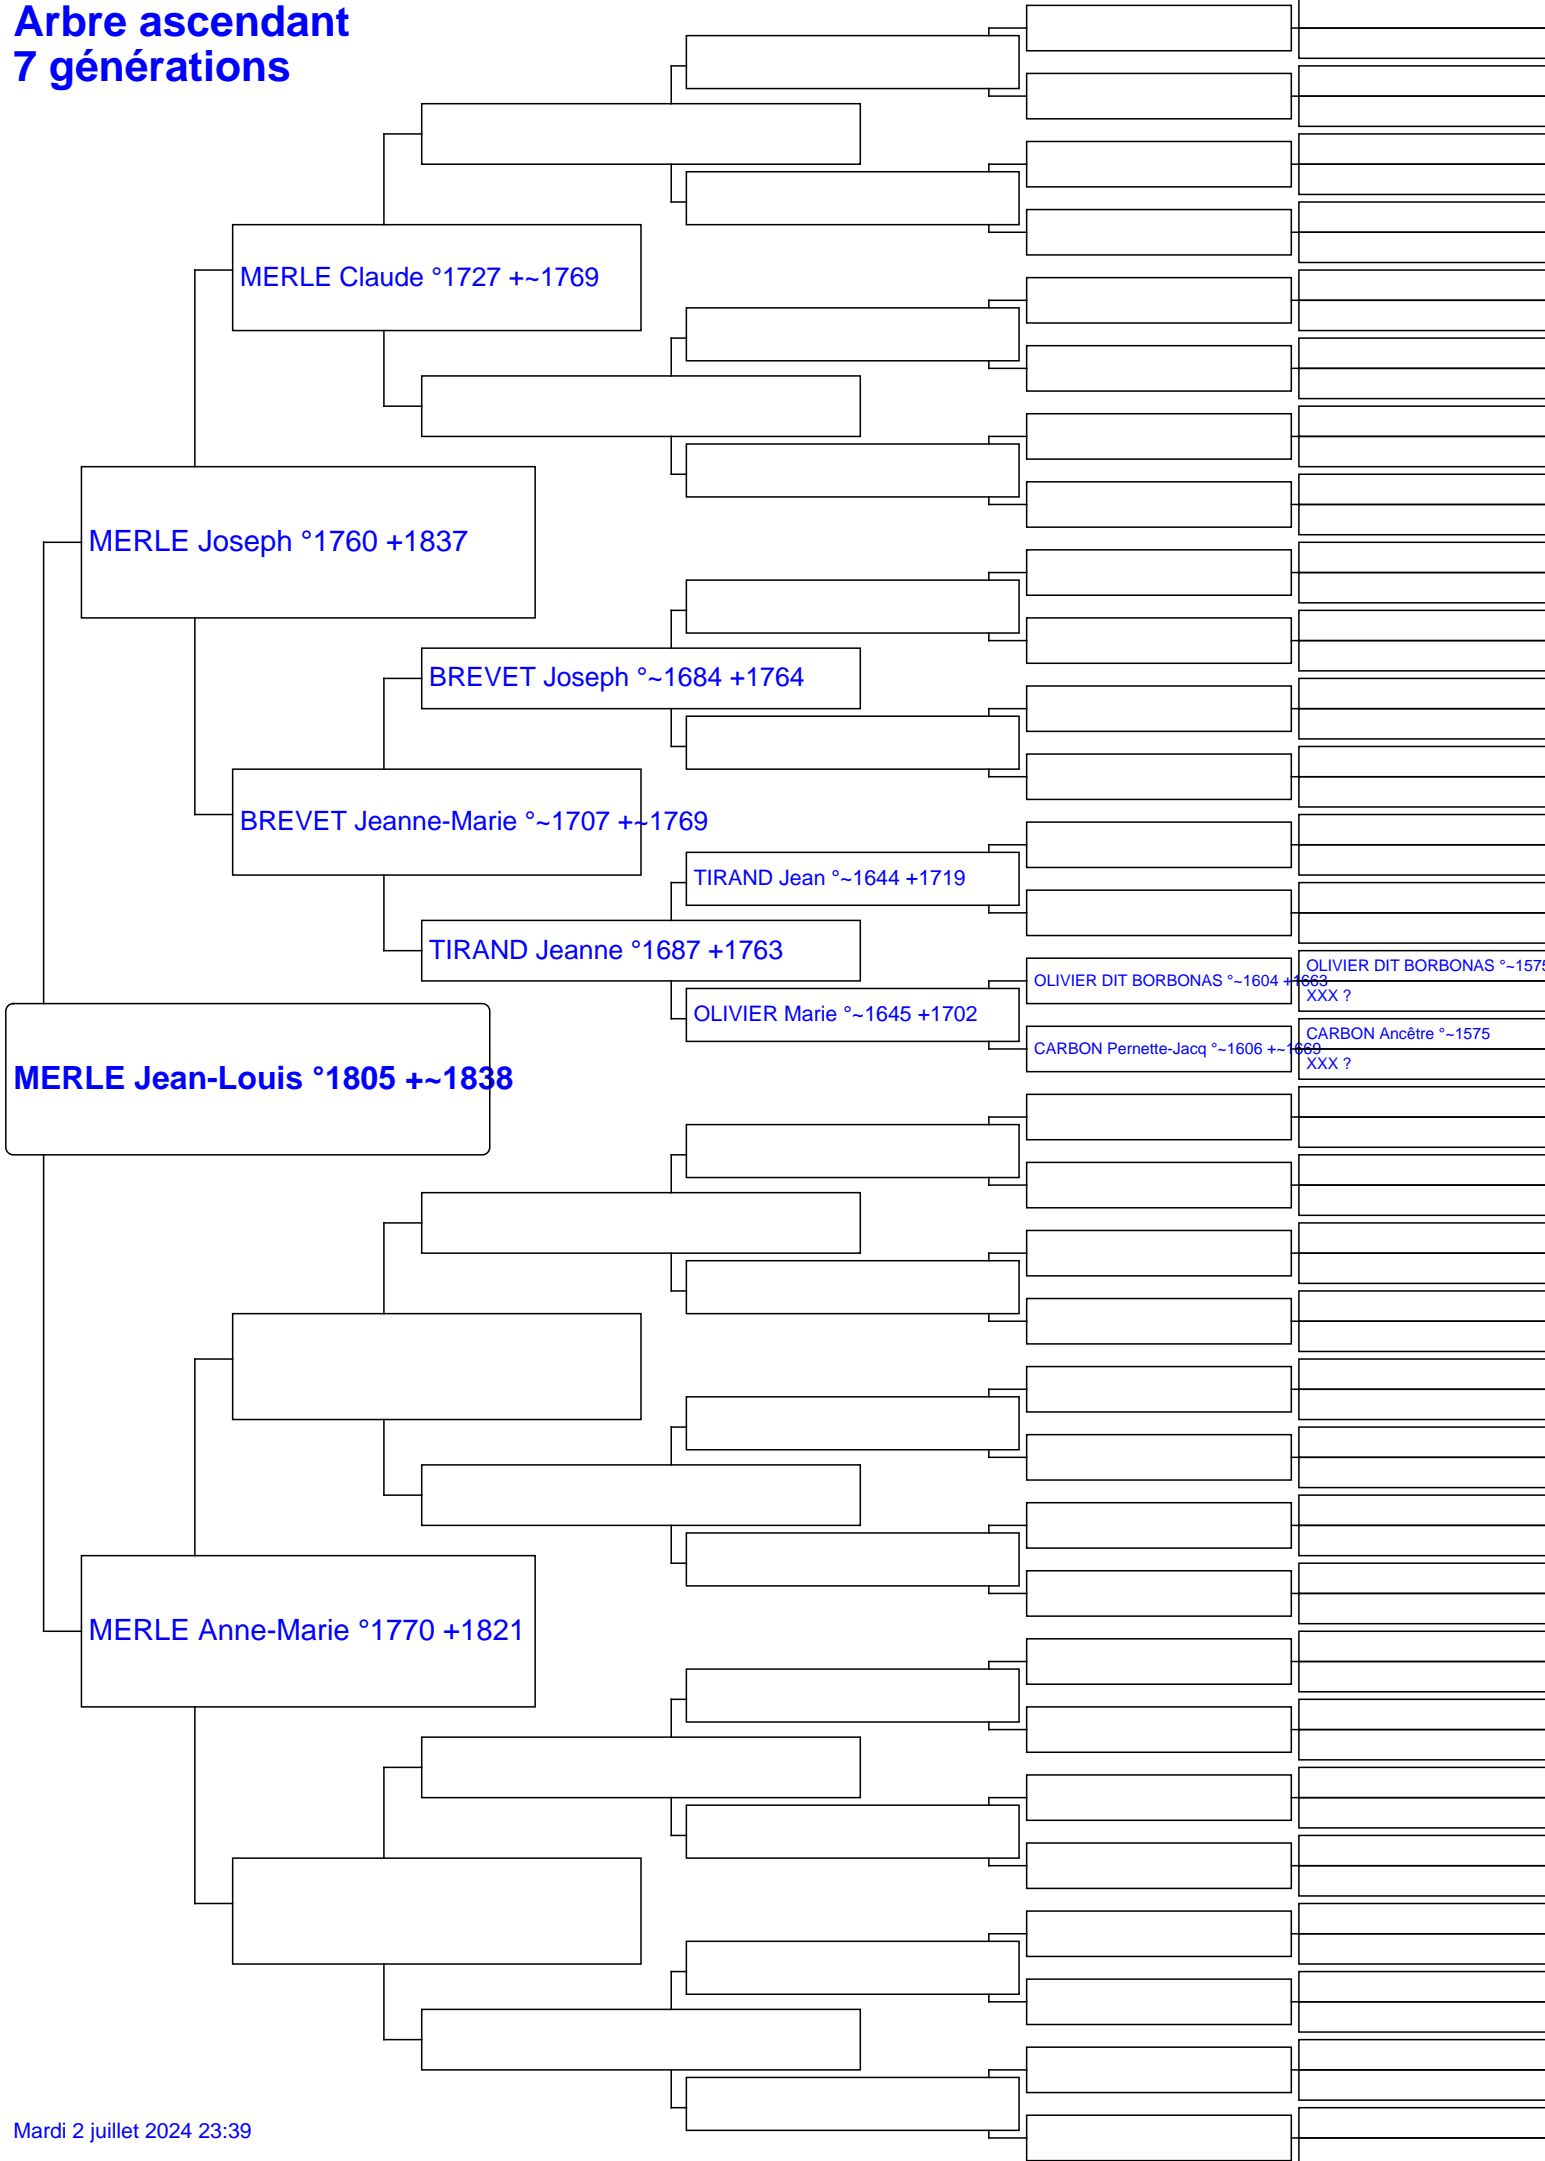 Arbre ascendant
7 générations
MERLE Claude °1727 +~1769
MERLE Joseph °1760 +1837
BREVET Joseph °~1684 +1764
BREVET Jeanne-Marie °~1707 +~1769
TIRAND Jean °~1644 +1719
TIRAND Jeanne °1687 +1763
OLIVIER DIT BORBONAS °~1575
OLIVIER DIT BORBONAS °~1604 +1663
XXX ?
OLIVIER Marie °~1645 +1702
CARBON Ancêtre °~1575
CARBON Pernette-Jacq °~1606 +~1669
XXX ?
MERLE Jean-Louis °1805 +~1838
MERLE Anne-Marie °1770 +1821
Mardi 2 juillet 2024 23:39